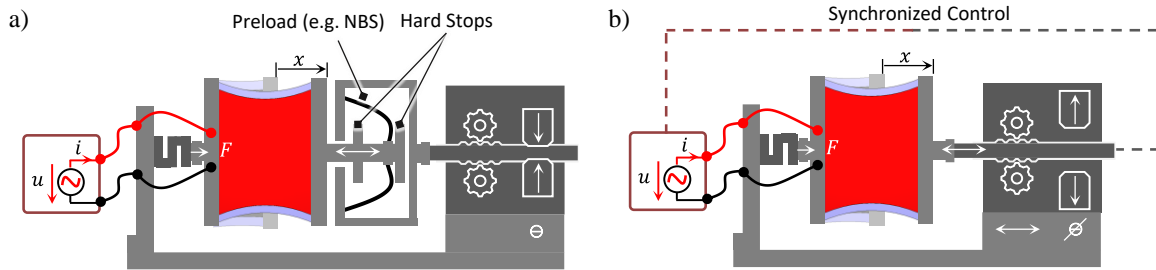 a)
Preload (e.g. NBS)
Hard Stops
x
i
u
F
b)
Synchronized Control
x
i
u
F